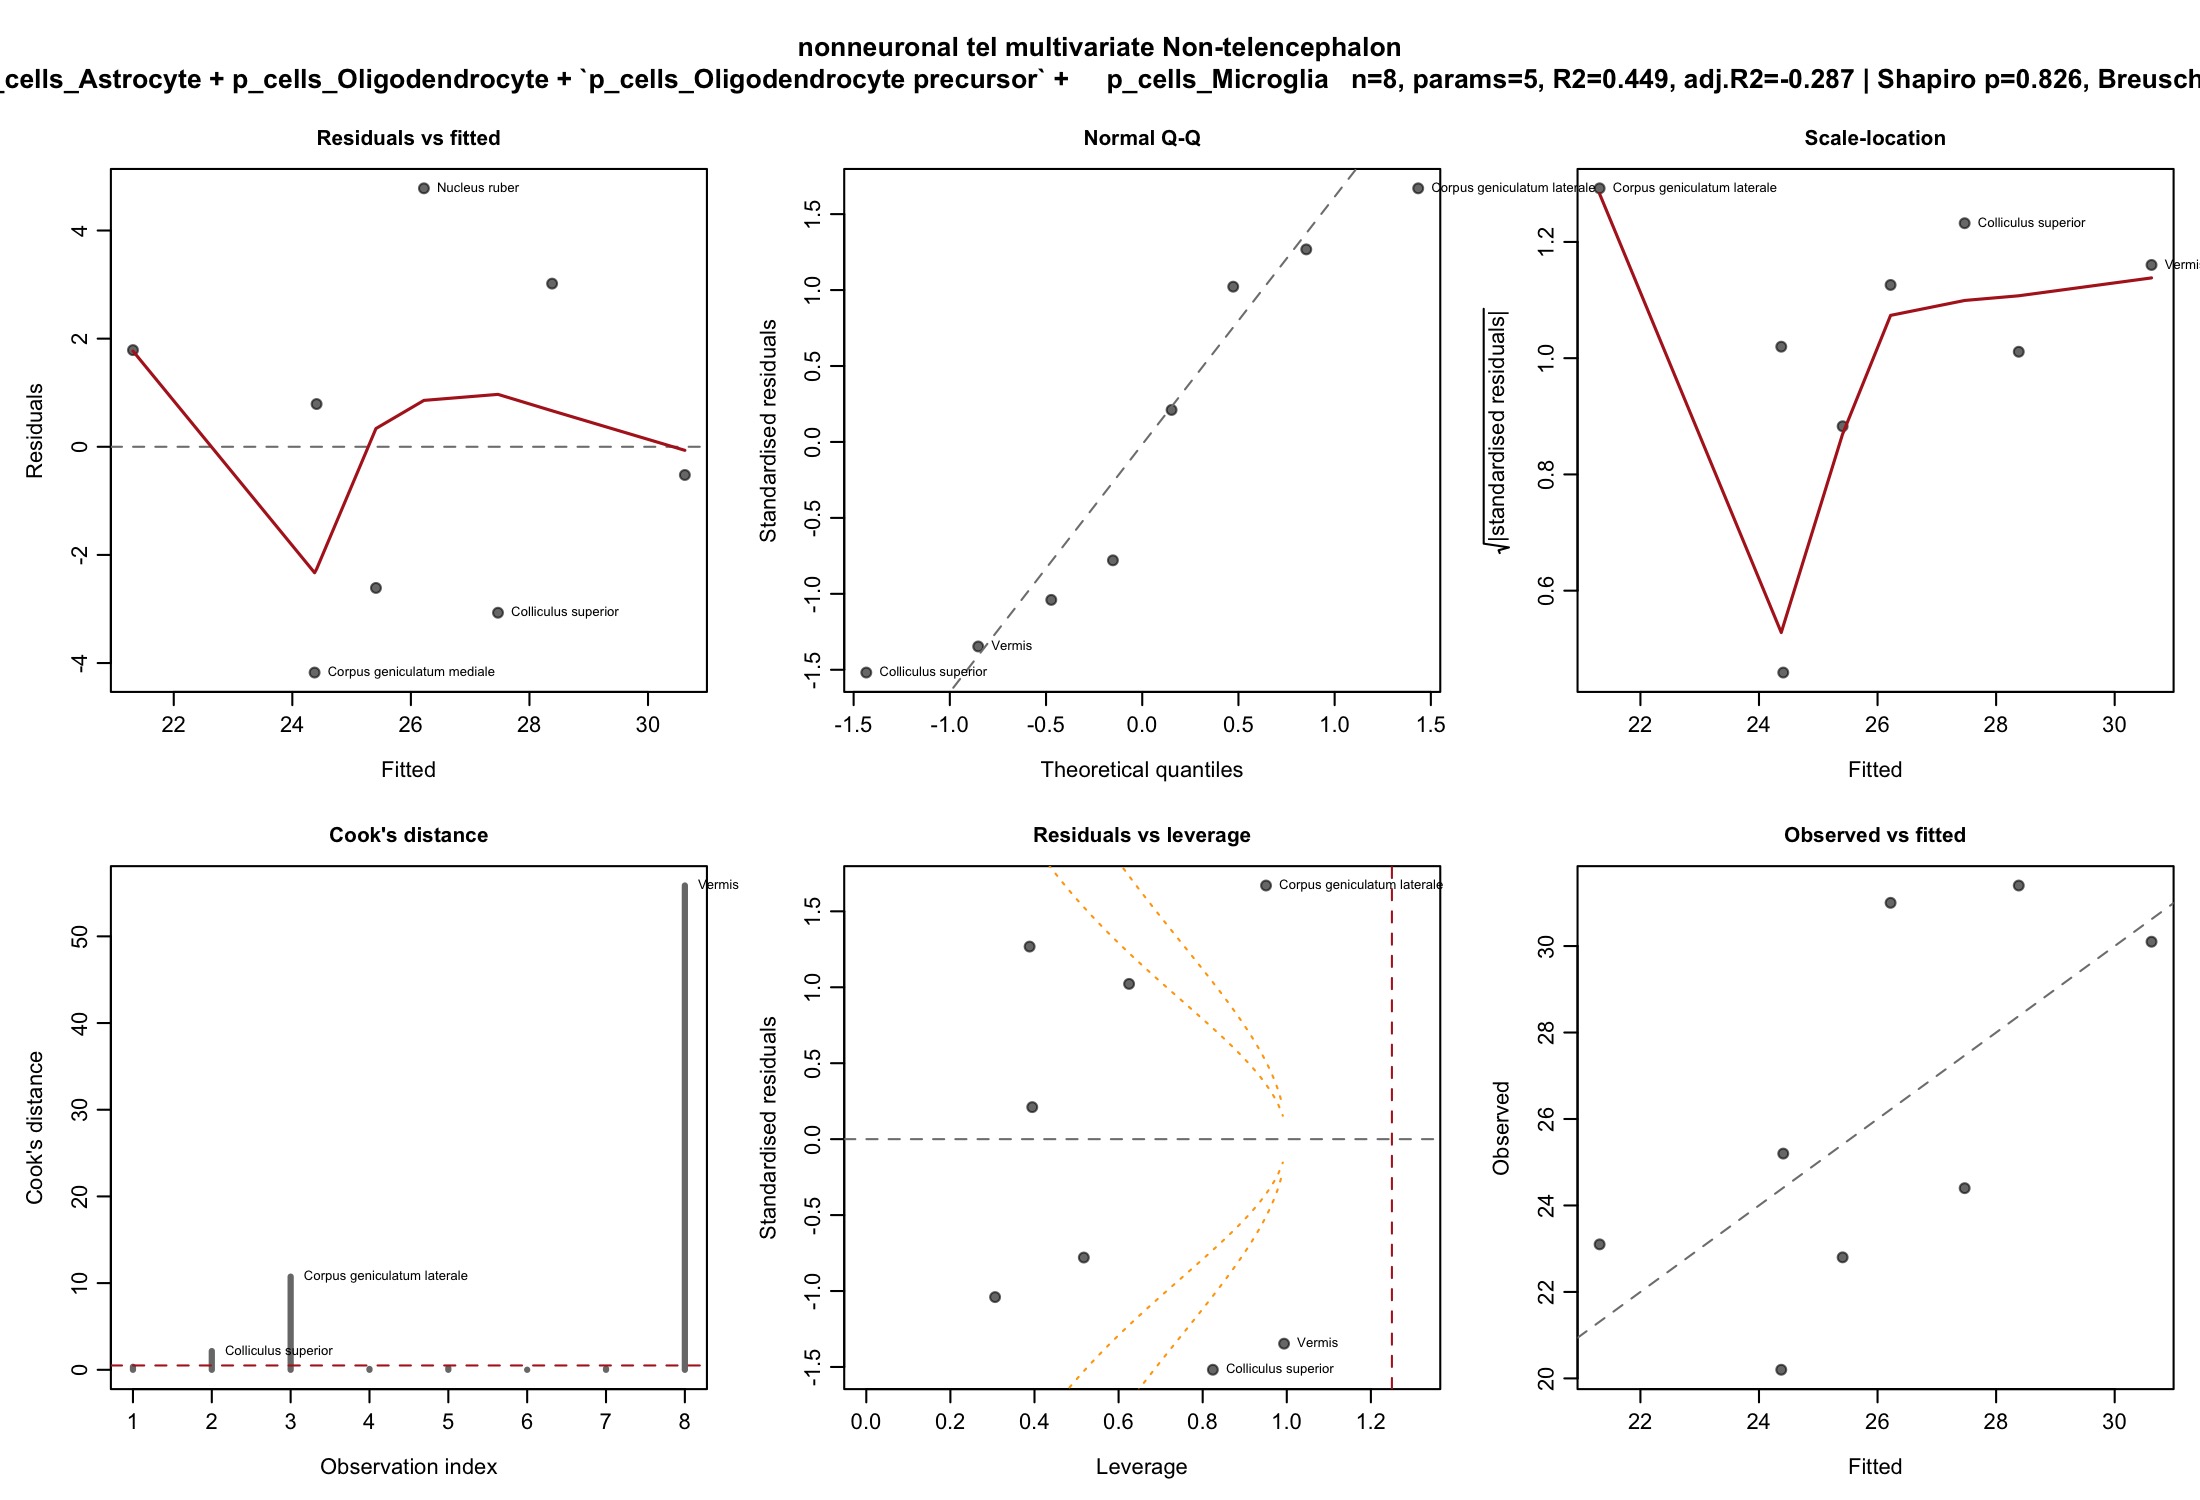 nonneuronal tel multivariate Non-telencephalon
_cells_Astrocyte + p_cells_Oligodendrocyte + `p_cells_Oligodendrocyte precursor` + p_cells_Microglia n=8, params=5, R2=0.449, adj.R2=-0.287 | Shapiro p=0.826, Breusch
Residuals vs fitted
Residuals
4
2
0
-2
-4
Nucleus ruber
Colliculus superior
Corpus geniculatum mediale
22 24 26 28 30
Fitted
Normal Q-Q
Standardised residuals
1.5
1.0
0.5
0.0
-0.5
-1.0
-1.5
Corpus geniculatum laterale
Vermis
Colliculus superior
-1.5 -1.0 -0.5 0.0 0.5 1.0 1.5
Theoretical quantiles
Scale-location
√|standardised residuals|
1.2
1.0
0.8
0.6
Corpus geniculatum laterale
Colliculus superior
Vermis
22 24 26 28 30
Fitted
Cook's distance
Cook's distance
50
40
30
20
10
0
Vermis
Corpus geniculatum laterale
Colliculus superior
1 2 3 4 5 6 7 8
Observation index
Residuals vs leverage
Standardised residuals
1.5
1.0
0.5
0.0
-0.5
-1.0
-1.5
Corpus geniculatum laterale
Vermis
Colliculus superior
0.0 0.2 0.4 0.6 0.8 1.0 1.2
Leverage
Observed vs fitted
Observed
30
28
26
24
22
20
22 24 26 28 30
Fitted